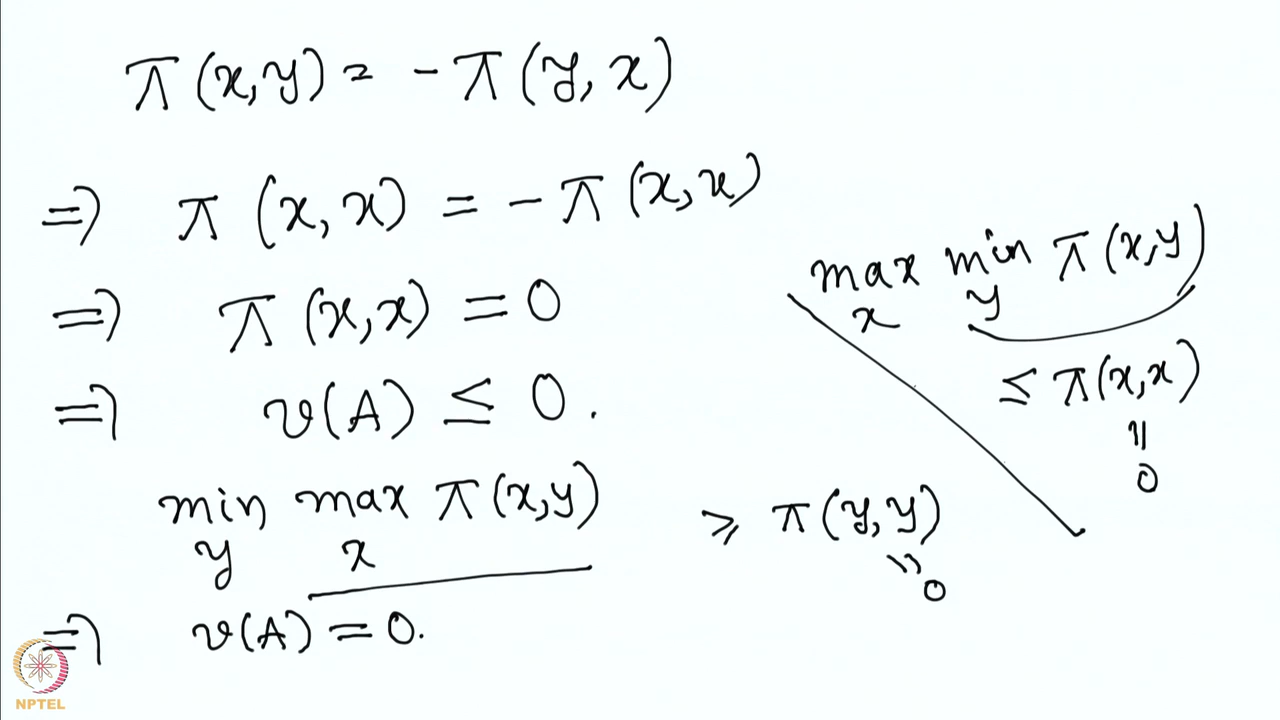 π(x,y) = -π(y,x)
⇒ π(x,x) = -π(x,x)
⇒ π(x,x) = 0
⇒ v(A) ≤ 0.
max min π(x,y)
x y
≤ π(x,x)
||
0
min max π(x,y) ≥ π(y,y)
y x || 0
⇒ v(A) = 0.
NPTEL